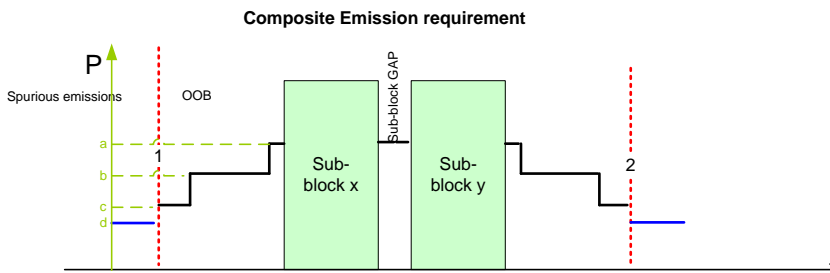 Composite Emission requirement
P
Spurious emissions
OOB
Sub-block GAP
a
1
b
c
d
Sub-
block x
Sub-
block y
2